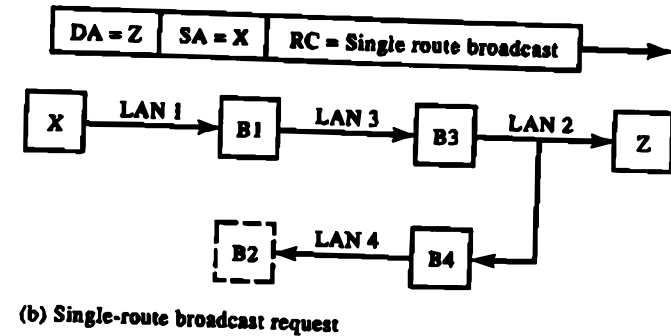 DA = Z SA = X RC = Single route broadcast
X LAN 1 B1 LAN 3 B3 LAN 2 Z
B2 LAN 4 B4
(b) Single-route broadcast request